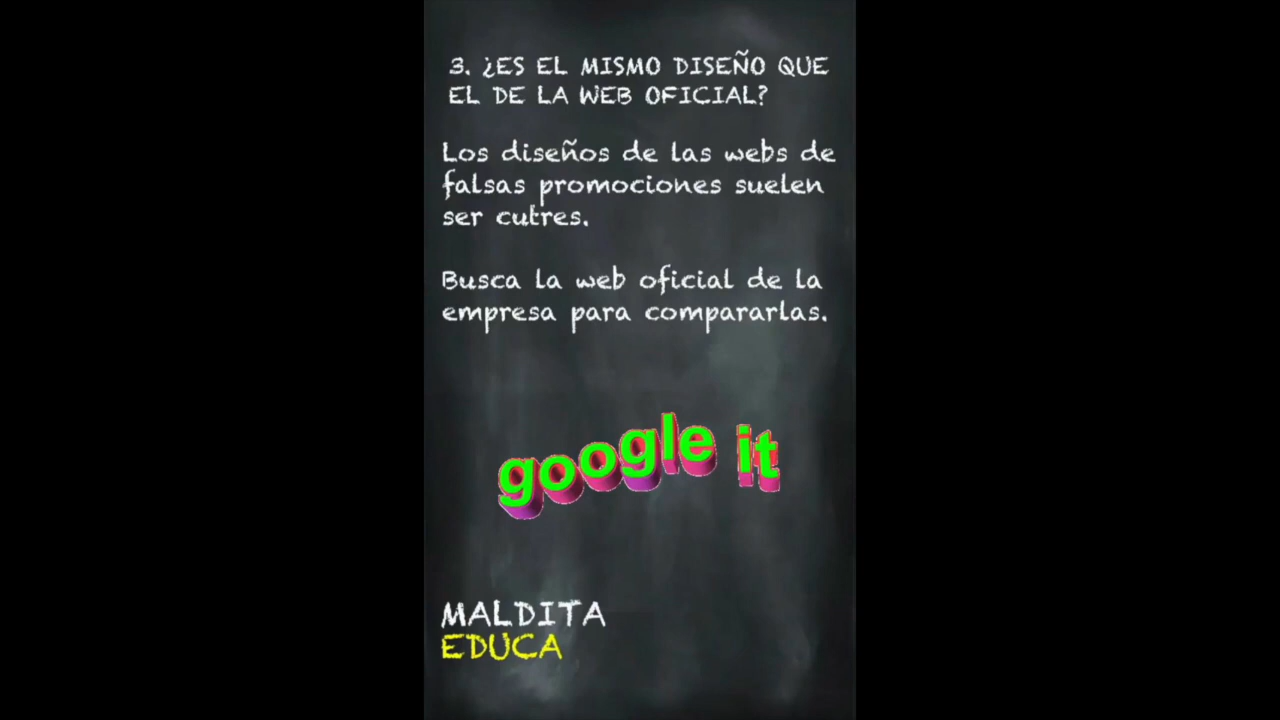 3. ¿ES EL MISMO DISEÑO QUE
EL DE LA WEB OFICIAL?
Los diseños de las webs de
falsas promociones suelen
ser cutres.
Busca la web oficial de la
empresa para compararlas.
google it
MALDITA
EDUCA